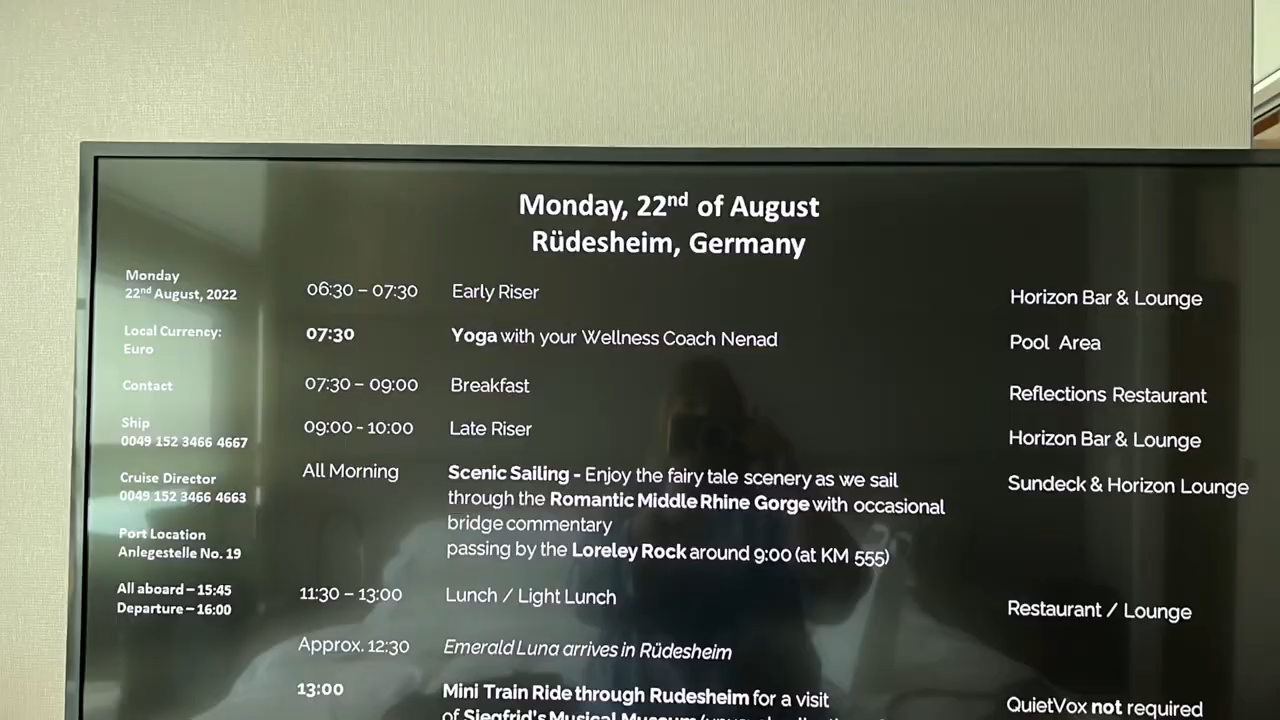 Monday, 22nd of August
Rüdesheim, Germany
Monday
22nd August, 2022
Local Currency:
Euro
Contact
Ship
0049 152 3466 4667
Cruise Director
0049 152 3466 4663
Port Location
Anlegestelle No. 19
All aboard – 15:45
Departure – 16:00
06:30 – 07:30 Early Riser Horizon Bar & Lounge
07:30 Yoga with your Wellness Coach Nenad Pool Area
07:30 – 09:00 Breakfast Reflections Restaurant
09:00 - 10:00 Late Riser Horizon Bar & Lounge
All Morning Scenic Sailing - Enjoy the fairy tale scenery as we sail Sundeck & Horizon Lounge
through the Romantic Middle Rhine Gorge with occasional
bridge commentary
passing by the Loreley Rock around 9:00 (at KM 555)
11:30 – 13:00 Lunch / Light Lunch Restaurant / Lounge
Approx. 12:30 Emerald Luna arrives in Rüdesheim
13:00 Mini Train Ride through Rudesheim for a visit QuietVox not required
of Siegfrid's Musical Museum